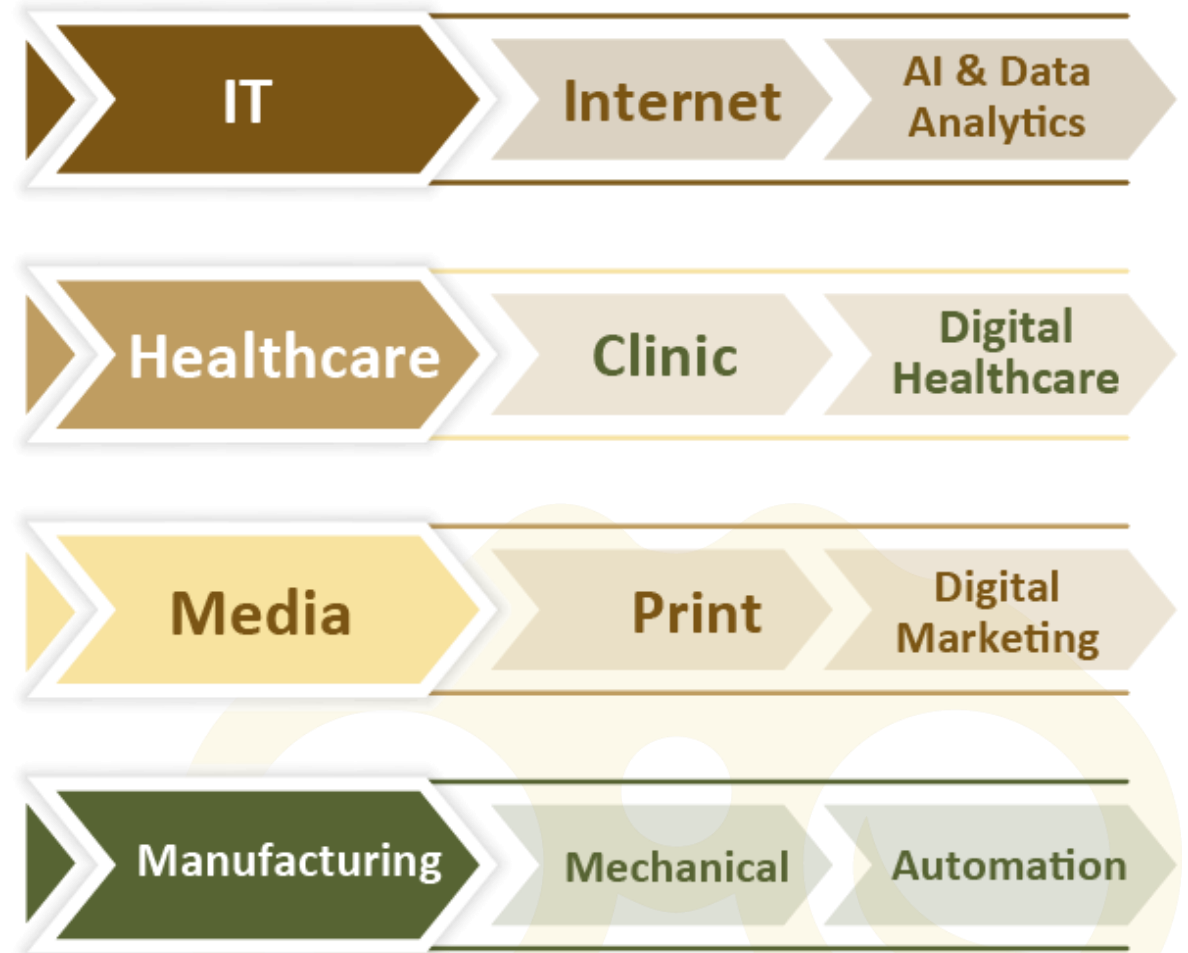 IT
Internet
AI & Data
Analytics
Healthcare
Clinic
Digital
Healthcare
Media
Print
Digital
Marketing
Manufacturing
Mechanical
Automation